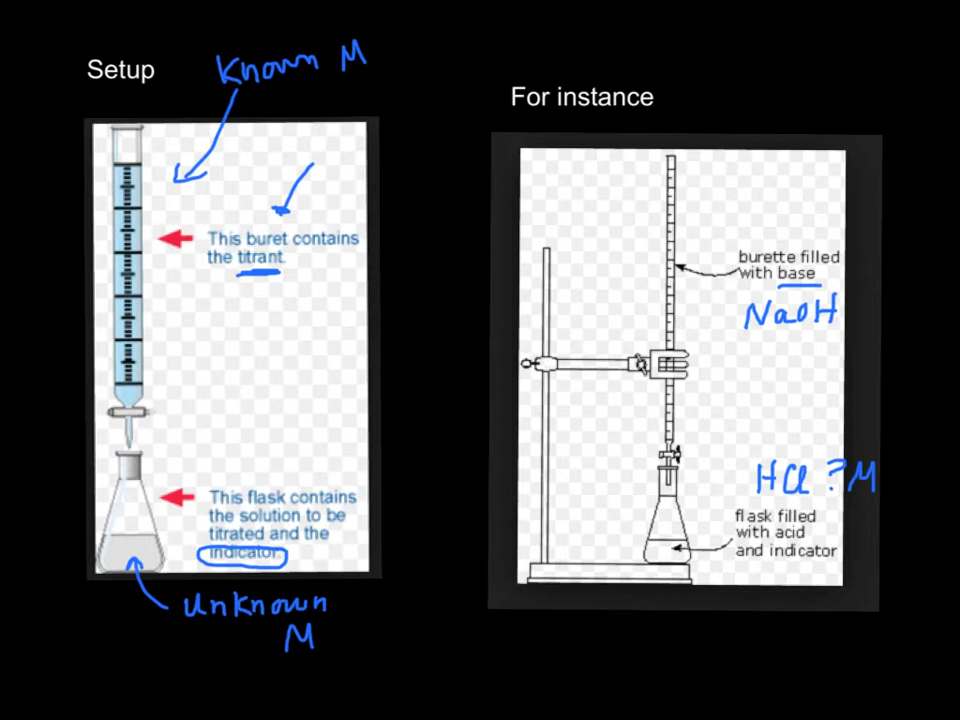 Setup
Known M
This buret contains
the titrant.
This flask contains
the solution to be
titrated and the
indicator.
Unknown
M
For instance
burette filled
with base
NaOH
HCl ? M
flask filled
with acid
and indicator